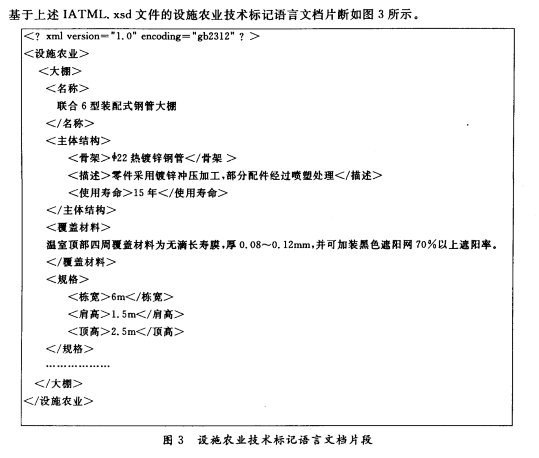 基于上述 IATML. xsd 文件的设施农业技术标记语言文档片断如图 3 所示。
<? xml version="1.0" encoding="gb2312" ? >
<设施农业>
<大棚>
<名称>
联合 6 型装配式钢管大棚
</名称>
<主体结构>
<骨架>ϕ22 热镀锌钢管</骨架 >
<描述>零件采用镀锌冲压加工,部分配件经过喷塑处理</描述>
<使用寿命>15 年</使用寿命>
</主体结构>
<覆盖材料>
温室顶部四周覆盖材料为无滴长寿膜,厚 0.08～0.12mm,并可加装黑色遮阳网 70%以上遮阳率。
</覆盖材料>
<规格>
<栋宽>6m</栋宽>
<肩高>1.5m</肩高>
<顶高>2.5m</顶高>
</规格>
………………
</大棚>
</设施农业>
图 3 设施农业技术标记语言文档片段